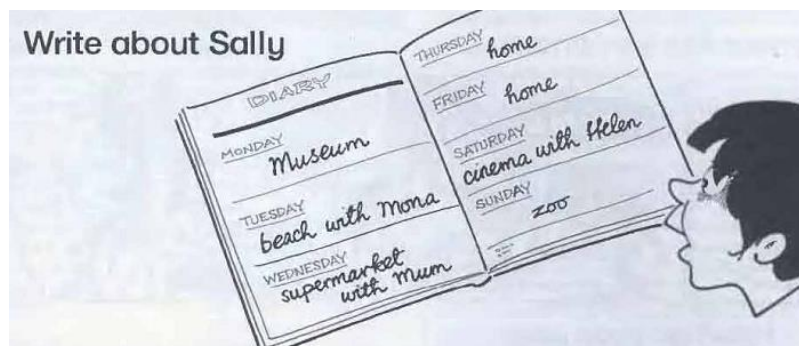 Write about Sally
DIARY
MONDAY
Museum
TUESDAY
beach with Mona
WEDNESDAY
supermarket
with Mum
THURSDAY
home
FRIDAY
home
SATURDAY
cinema with Helen
SUNDAY
zoo